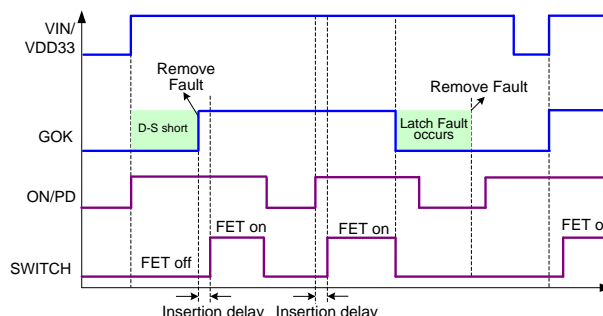 VIN/
VDD33
Remove
Fault
Remove Fault
D-S short
Latch Fault
occurs
GOK
ON/PD
FET on
FET on
FET o
FET off
SWITCH
Insertion delay
Insertion delay